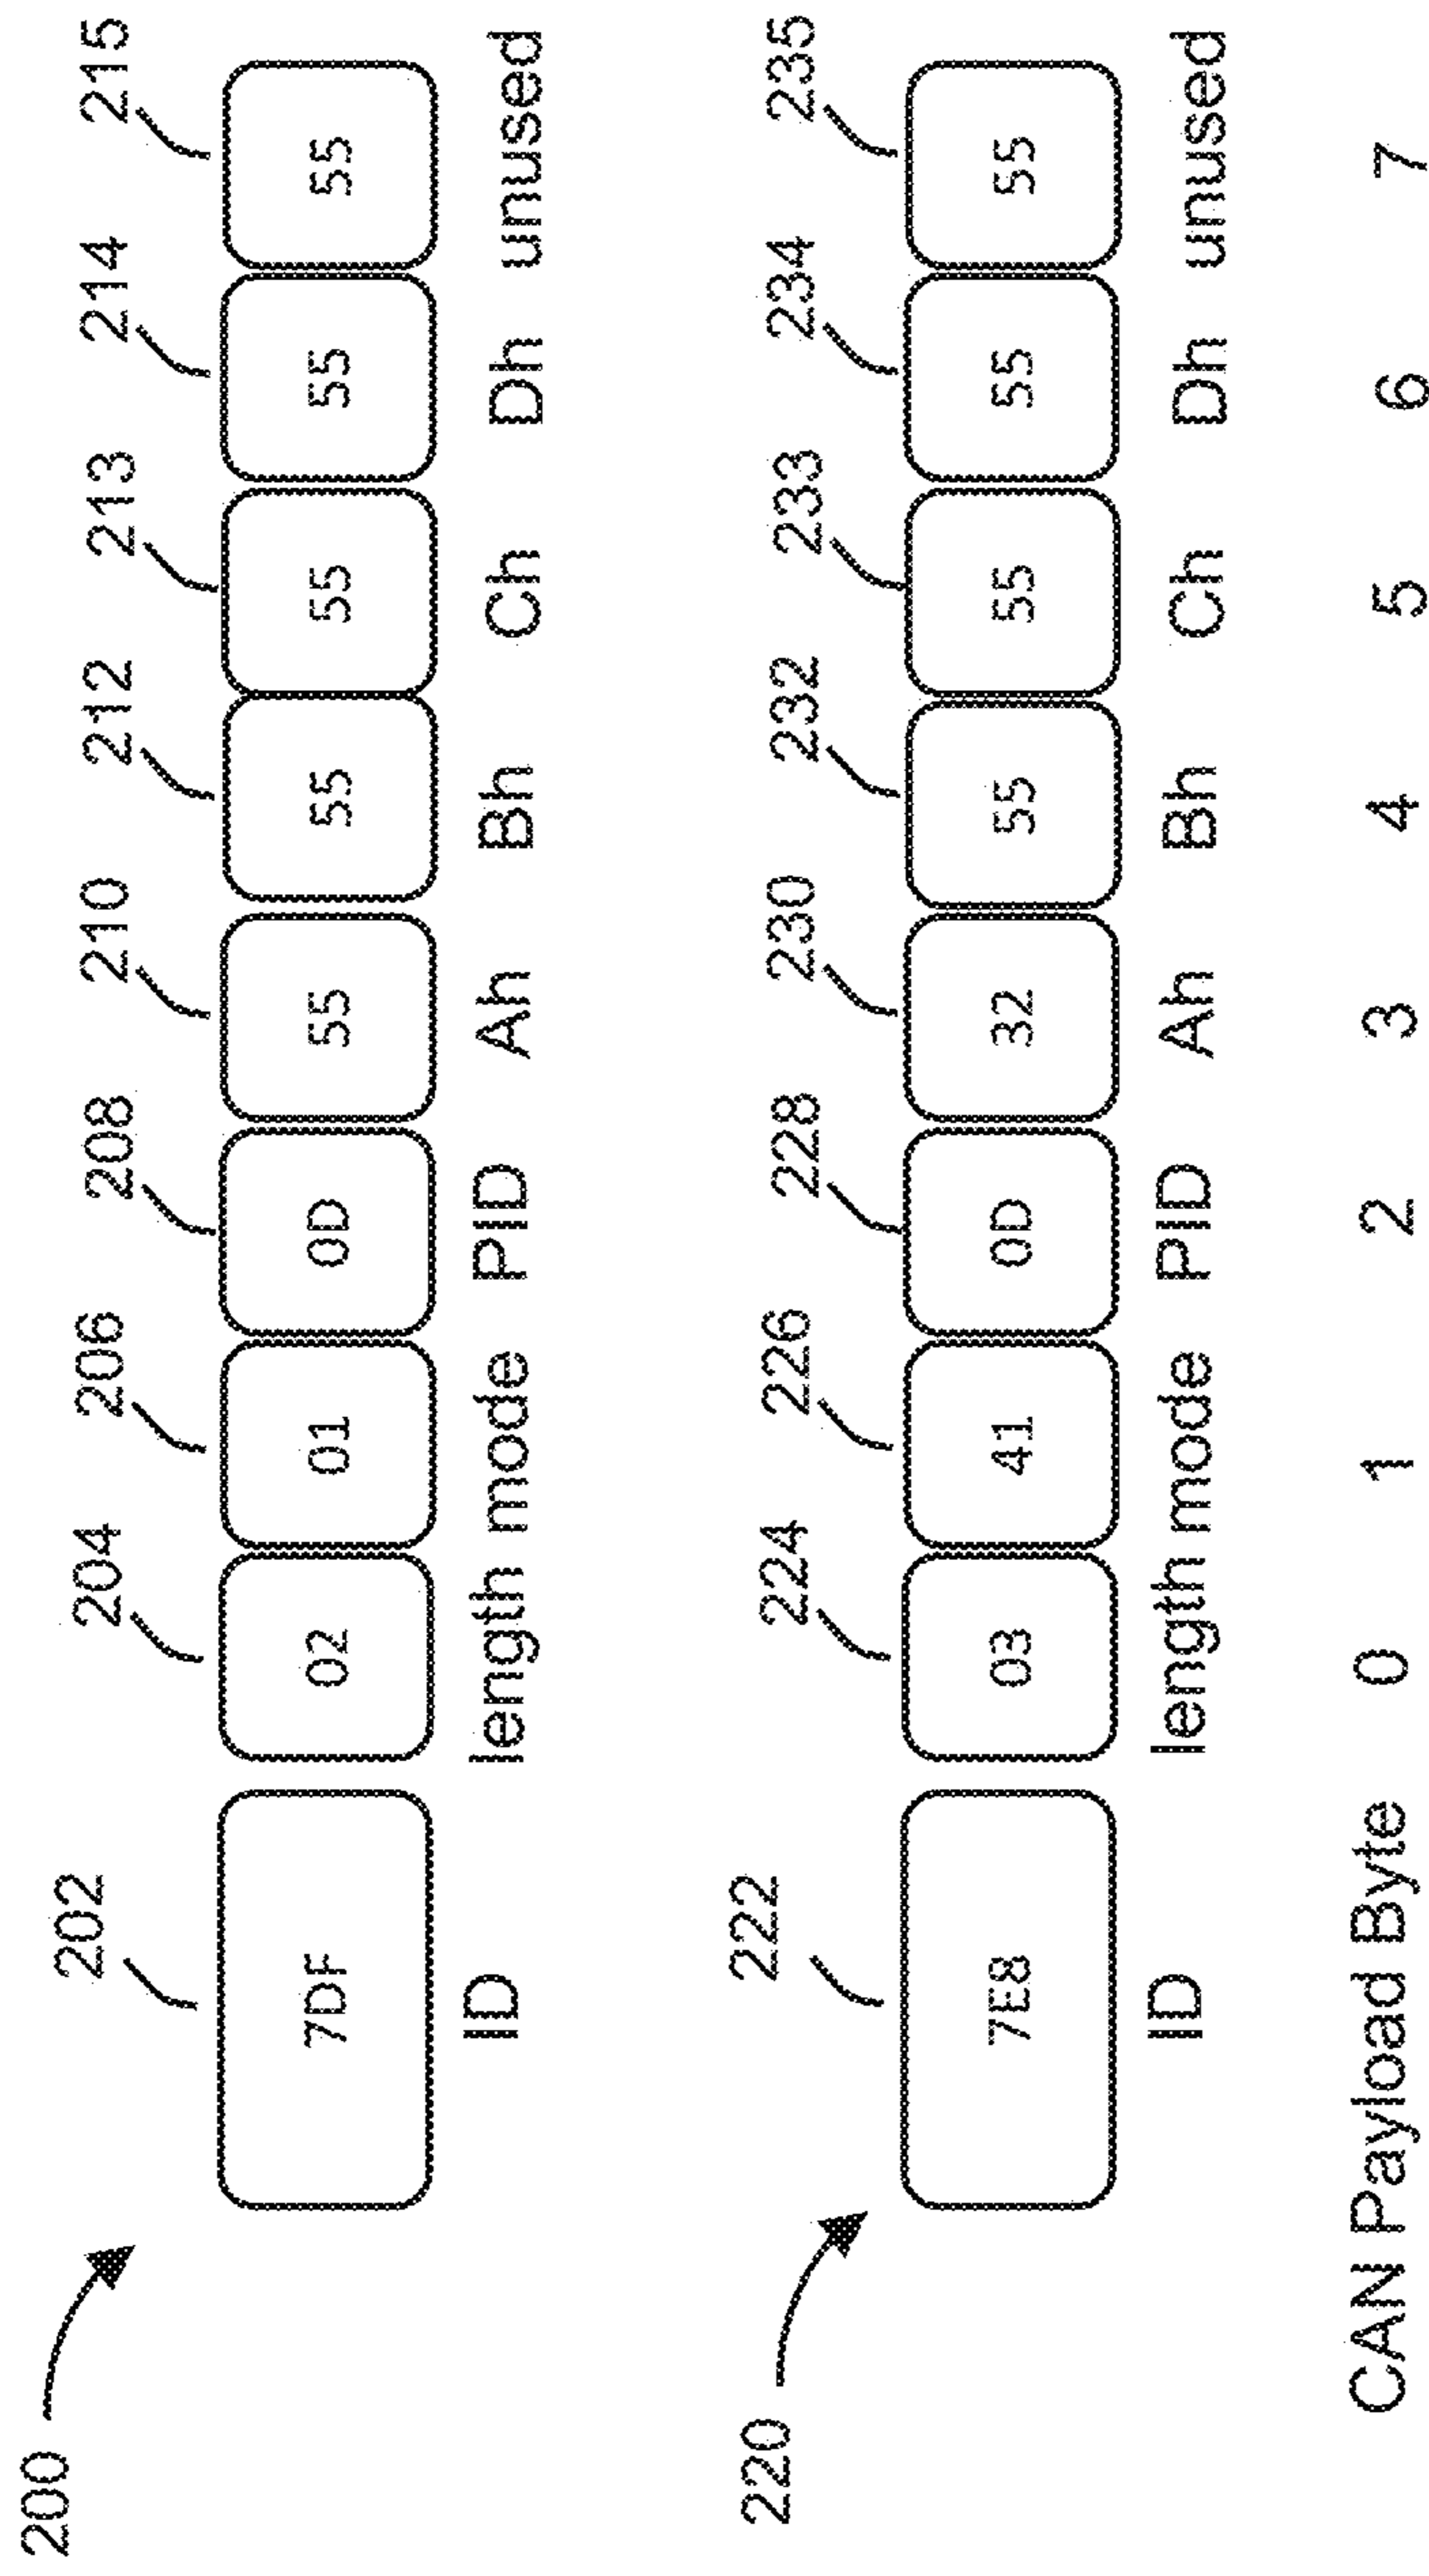 200 202 204 206 208 210 212 213 214 215
7DF 02 01 0D 55 55 55 55 55
ID length mode PID Ah Bh Ch Dh unused
220 222 224 226 228 230 232 233 234 235
7E8 03 41 0D 32 55 55 55 55
ID length mode PID Ah Bh Ch Dh unused
CAN Payload Byte 0 1 2 3 4 5 6 7